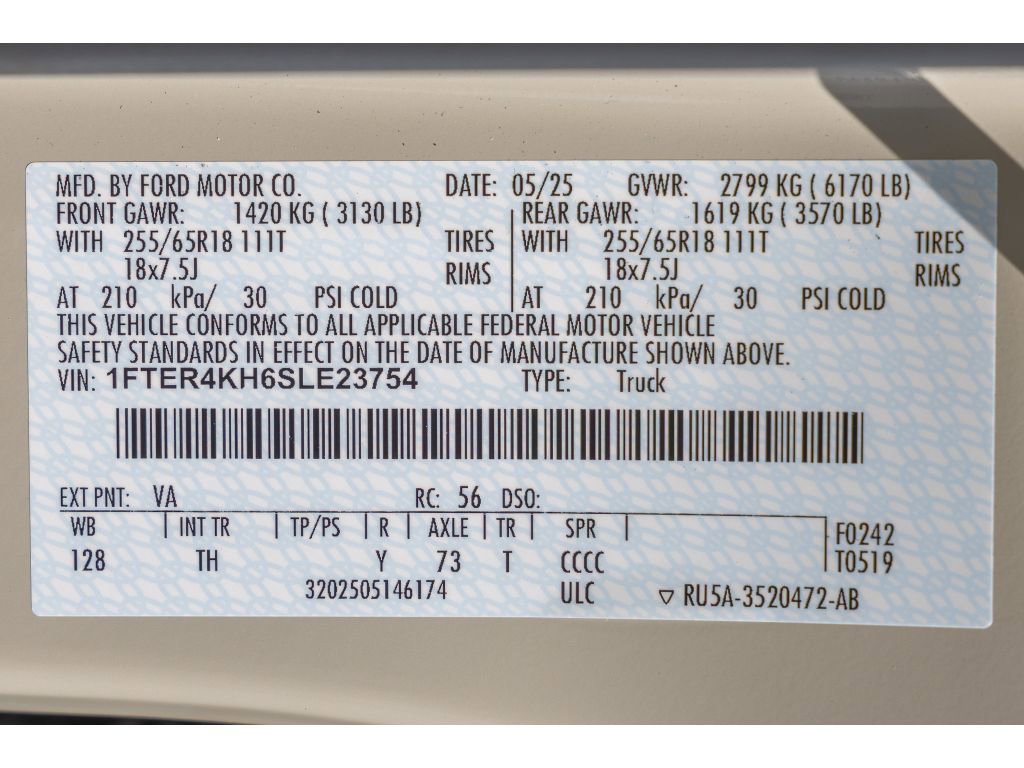 MFD. BY FORD MOTOR CO. DATE: 05/25 GVWR: 2799 KG ( 6170 LB)
FRONT GAWR: 1420 KG ( 3130 LB) REAR GAWR: 1619 KG ( 3570 LB)
WITH 255/65R18 111T TIRES WITH 255/65R18 111T TIRES
18x7.5J RIMS 18x7.5J RIMS
AT 210 kPa/ 30 PSI COLD AT 210 kPa/ 30 PSI COLD
THIS VEHICLE CONFORMS TO ALL APPLICABLE FEDERAL MOTOR VEHICLE
SAFETY STANDARDS IN EFFECT ON THE DATE OF MANUFACTURE SHOWN ABOVE.
VIN: 1FTER4KH6SLE23754 TYPE: Truck
EXT PNT: VA RC: 56 DSO:
WB | INT TR | TP/PS | R | AXLE | TR | SPR | F0242
128 TH Y 73 T CCCC T0519
3202505146174 ULC ▽ RU5A-3520472-AB